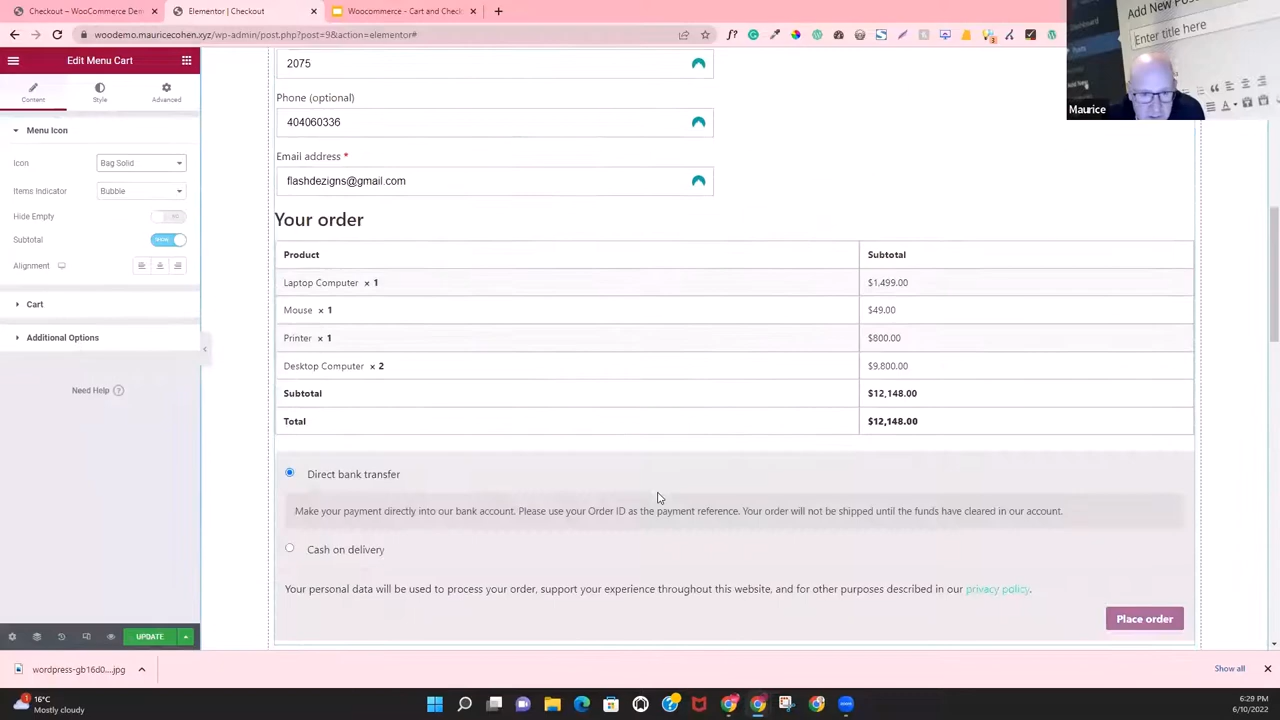 Checkout – WooCommerce Dem
Elementor | Checkout
Woocommerce - Cart and Check
woodemo.mauricecohen.xyz/wp-admin/post.php?post=9&action=elementor
Add New Pos
Enter title here
Maurice
Edit Menu Cart
Content
Style
Advanced
Menu Icon
Icon
Bag Solid
Items Indicator
Bubble
Hide Empty
NO
Subtotal
SHOW
Alignment
Cart
Additional Options
Need Help
UPDATE
2075
Phone (optional)
404060336
Email address *
flashdezigns@gmail.com
Your order
Product Subtotal
Laptop Computer × 1 $1,499.00
Mouse × 1 $49.00
Printer × 1 $800.00
Desktop Computer × 2 $9,800.00
Subtotal $12,148.00
Total $12,148.00
Direct bank transfer
Make your payment directly into our bank account. Please use your Order ID as the payment reference. Your order will not be shipped until the funds have cleared in our account.
Cash on delivery
Your personal data will be used to process your order, support your experience throughout this website, and for other purposes described in our privacy policy.
Place order
wordpress-gb16d0....jpg
Show all
16°C
Mostly cloudy
6:29 PM
6/10/2022